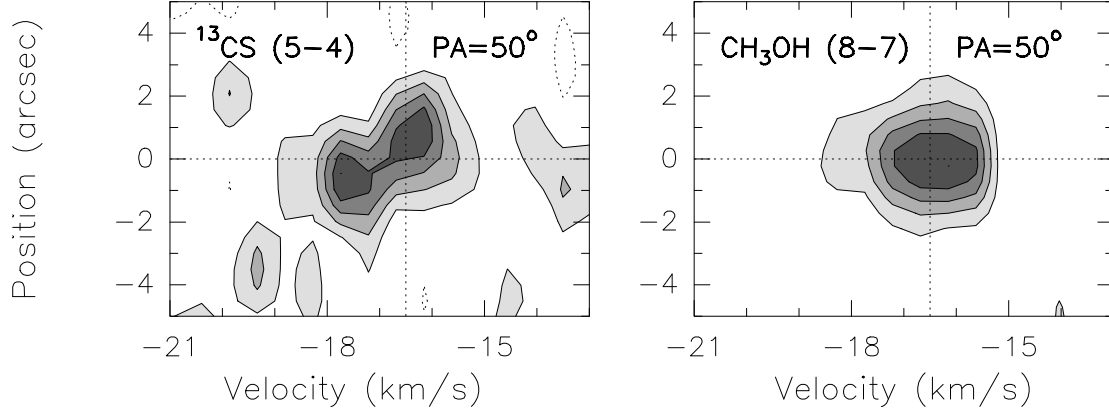 ¹³CS (5−4) PA=50°
CH₃OH (8−7) PA=50°
Position (arcsec)
4
2
0
−2
−4
4
2
0
−2
−4
−21 −18 −15
−21 −18 −15
Velocity (km/s)
Velocity (km/s)